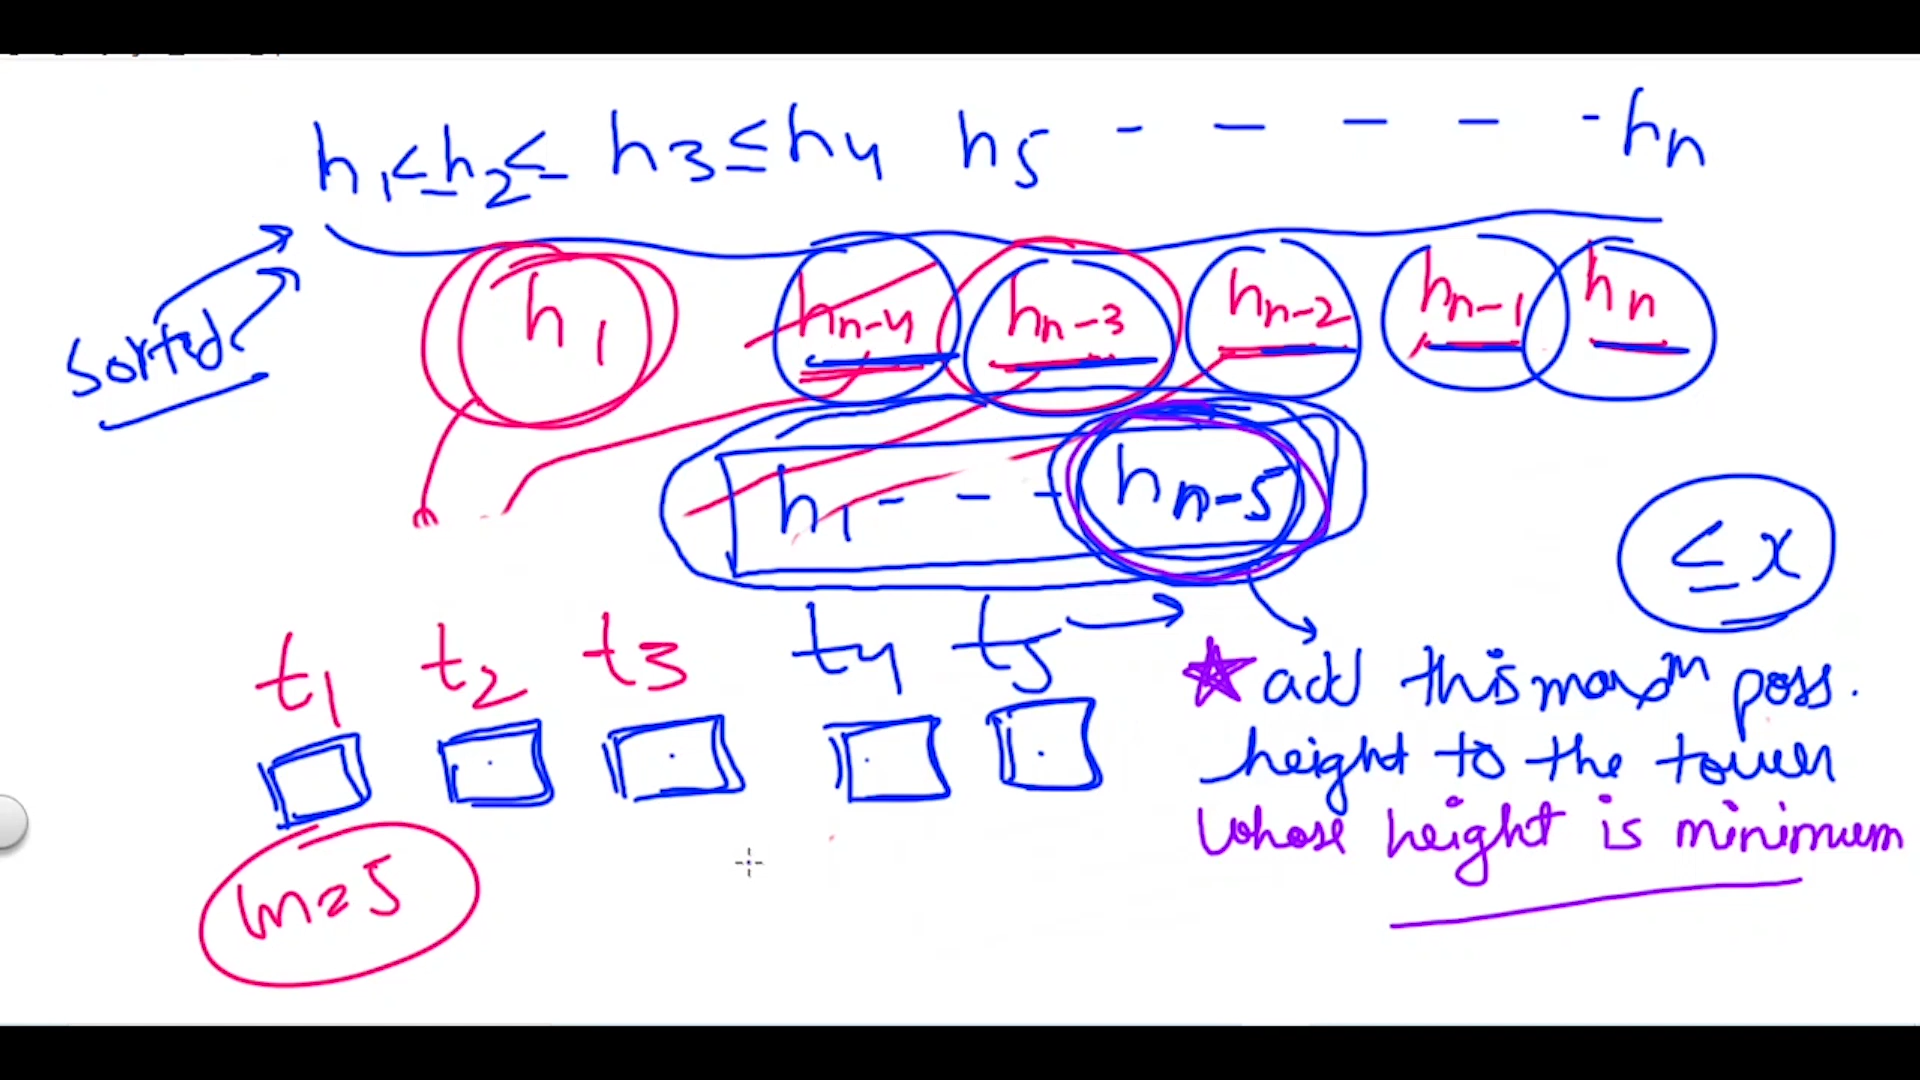 h1 ≤ h2 ≤ h3 ≤ h4 h5 - - - - - hn
Sorted
h1 hn-4 hn-3 hn-2 hn-1 hn
h1 - - - hn-5
≤ x
t1 t2 t3 t4 t5
★ add this maxm poss.
height to the tower
whose height is minimum
m=5